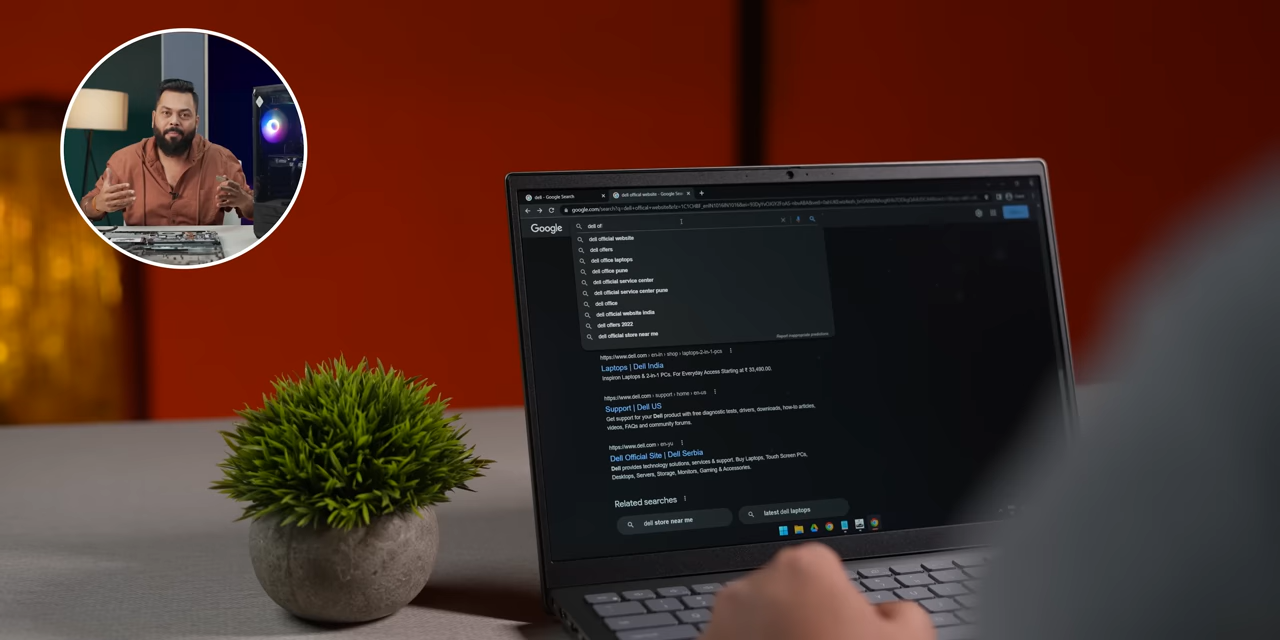 dell - Google Search
dell offical website - Google Sea
Google
dell of
dell official website
dell offers
dell office laptops
dell office pune
dell official service center
dell official service center pune
dell office
dell official website india
dell offers 2022
dell official store near me
Report inappropriate predictions
https://www.dell.com › en-in › shop › laptops-2-in-1-pcs
Laptops | Dell India
Inspiron Laptops & 2-in-1 PCs. For Everyday Access Starting at ₹ 33,490.00.
https://www.dell.com › support › home › en-us
Support | Dell US
Get support for your Dell product with free diagnostic tests, drivers, downloads, how-to articles,
videos, FAQs and community forums.
https://www.dell.com › en-yu
Dell Official Site | Dell Serbia
Dell provides technology solutions, services & support. Buy Laptops, Touch Screen PCs,
Desktops, Servers, Storage, Monitors, Gaming & Accessories.
Related searches
dell store near me
latest dell laptops